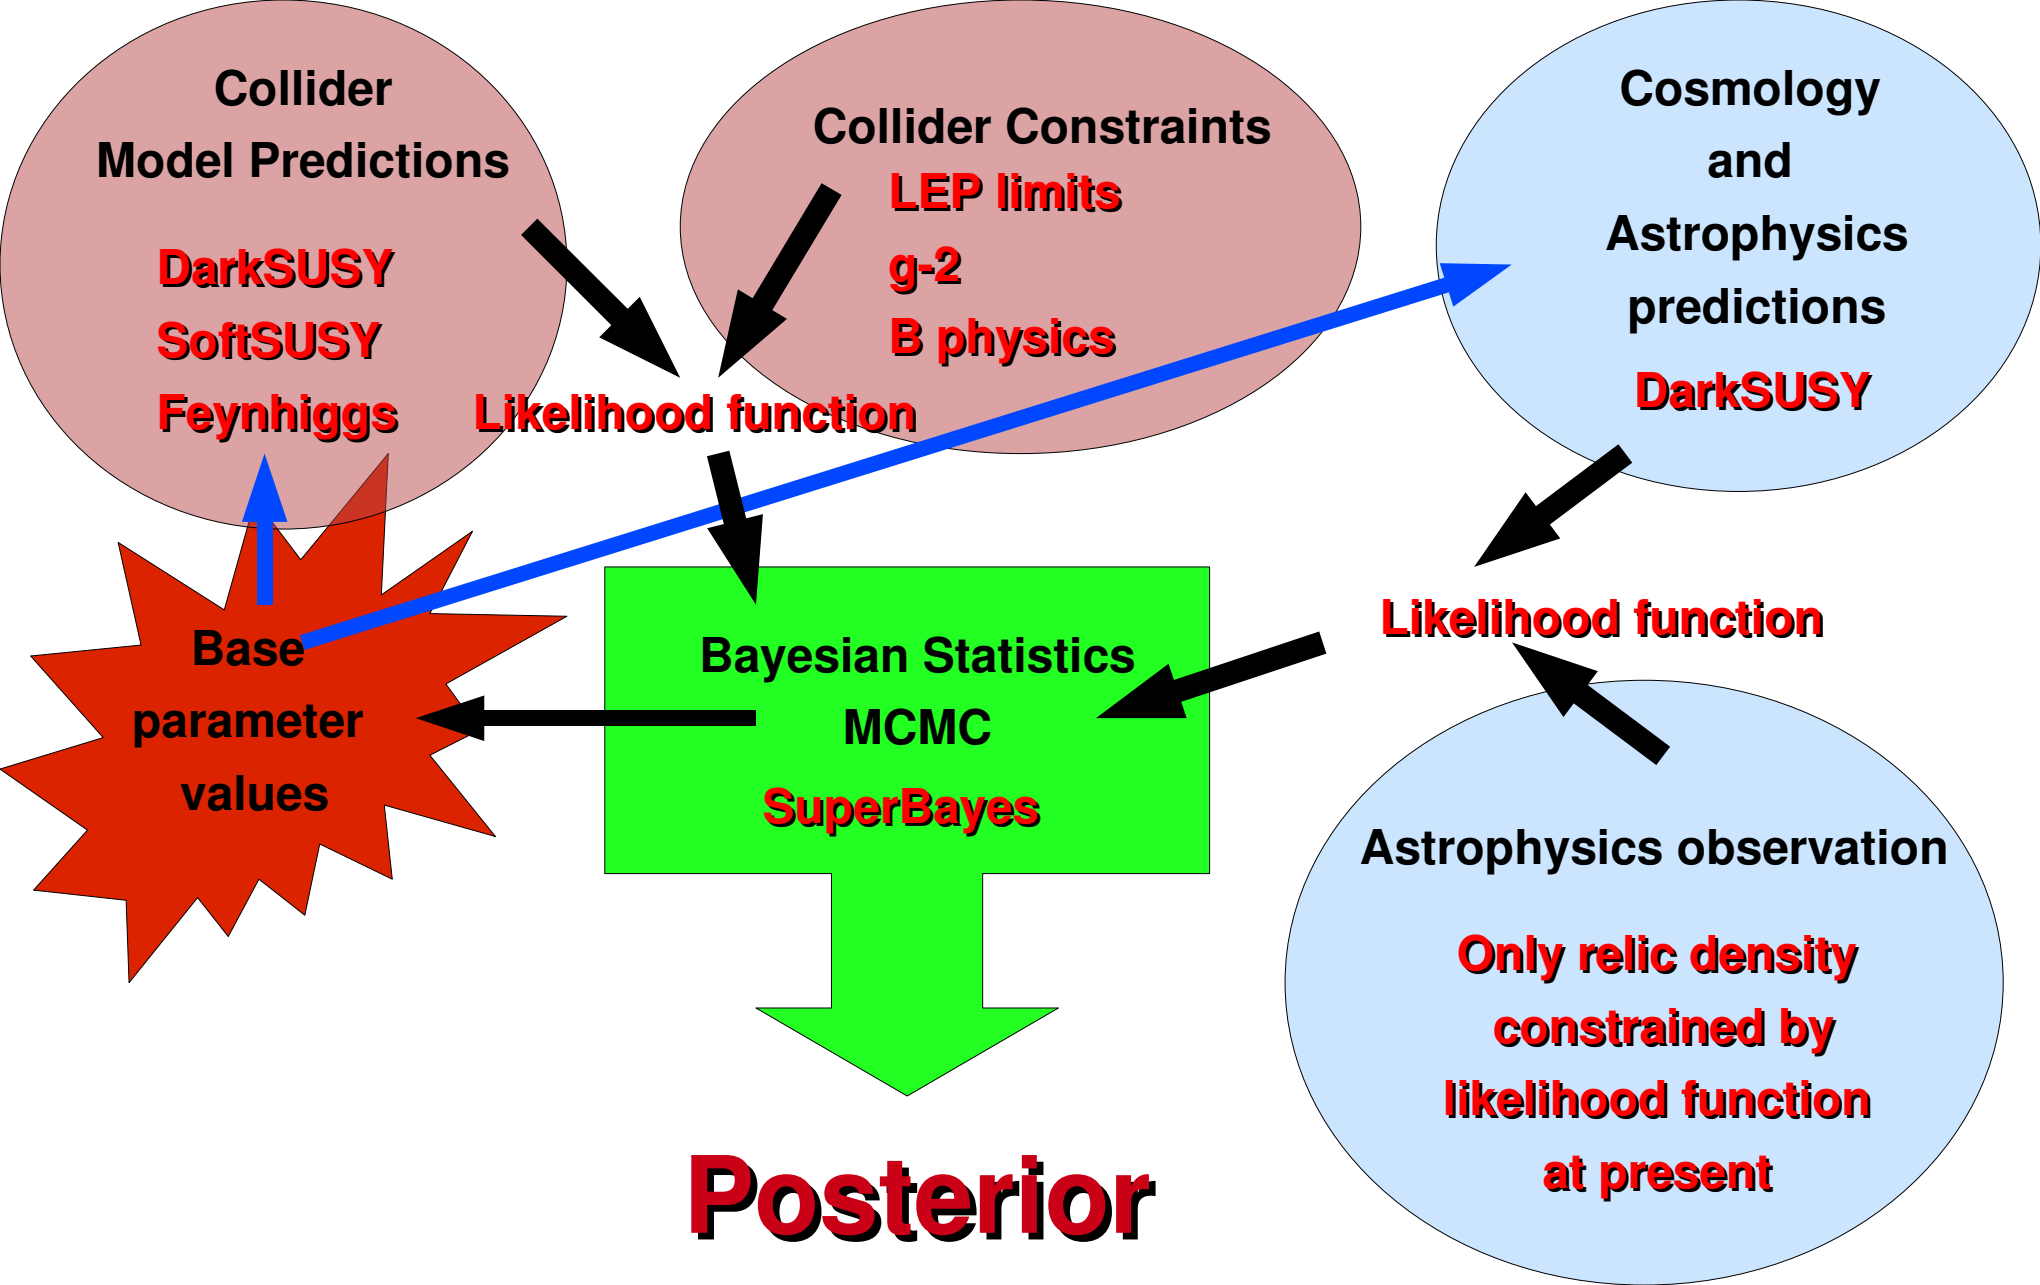 Collider
Model Predictions
DarkSUSY
SoftSUSY
Feynhiggs
Collider Constraints
LEP limits
g-2
B physics
Likelihood function
Cosmology
and
Astrophysics
predictions
DarkSUSY
Likelihood function
Base
parameter
values
Bayesian Statistics
MCMC
SuperBayes
Astrophysics observation
Only relic density
constrained by
likelihood function
at present
Posterior